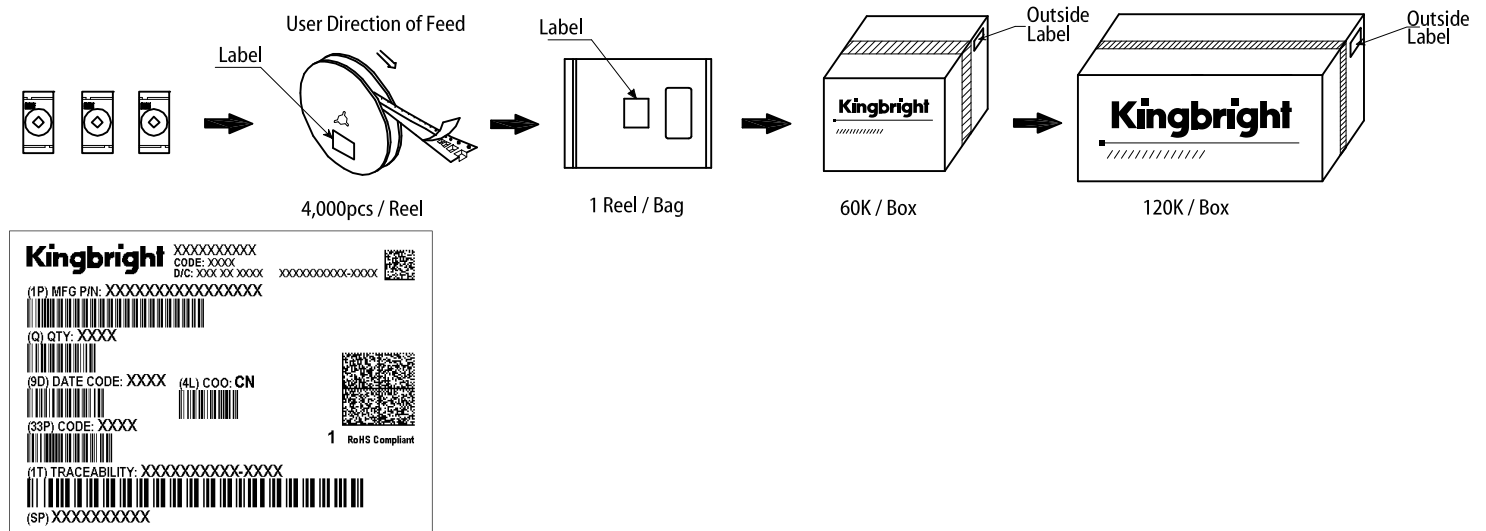 User Direction of Feed
Label
Label
Outside
Label
Outside
Label
Kingbright
Kingbright
4,000pcs / Reel
1 Reel / Bag
60K / Box
120K / Box
Kingbright
XXXXXXXXXX
CODE: XXXX
D/C: XXX XX XXXX
XXXXXXXXXX-XXXX
(1P) MFG P/N: XXXXXXXXXXXXXXXX
(Q) QTY: XXXX
(9D) DATE CODE: XXXX
(4L) COO: CN
(33P) CODE: XXXX
1 RoHS Compliant
(1T) TRACEABILITY: XXXXXXXXXX-XXXX
(SP) XXXXXXXXXX